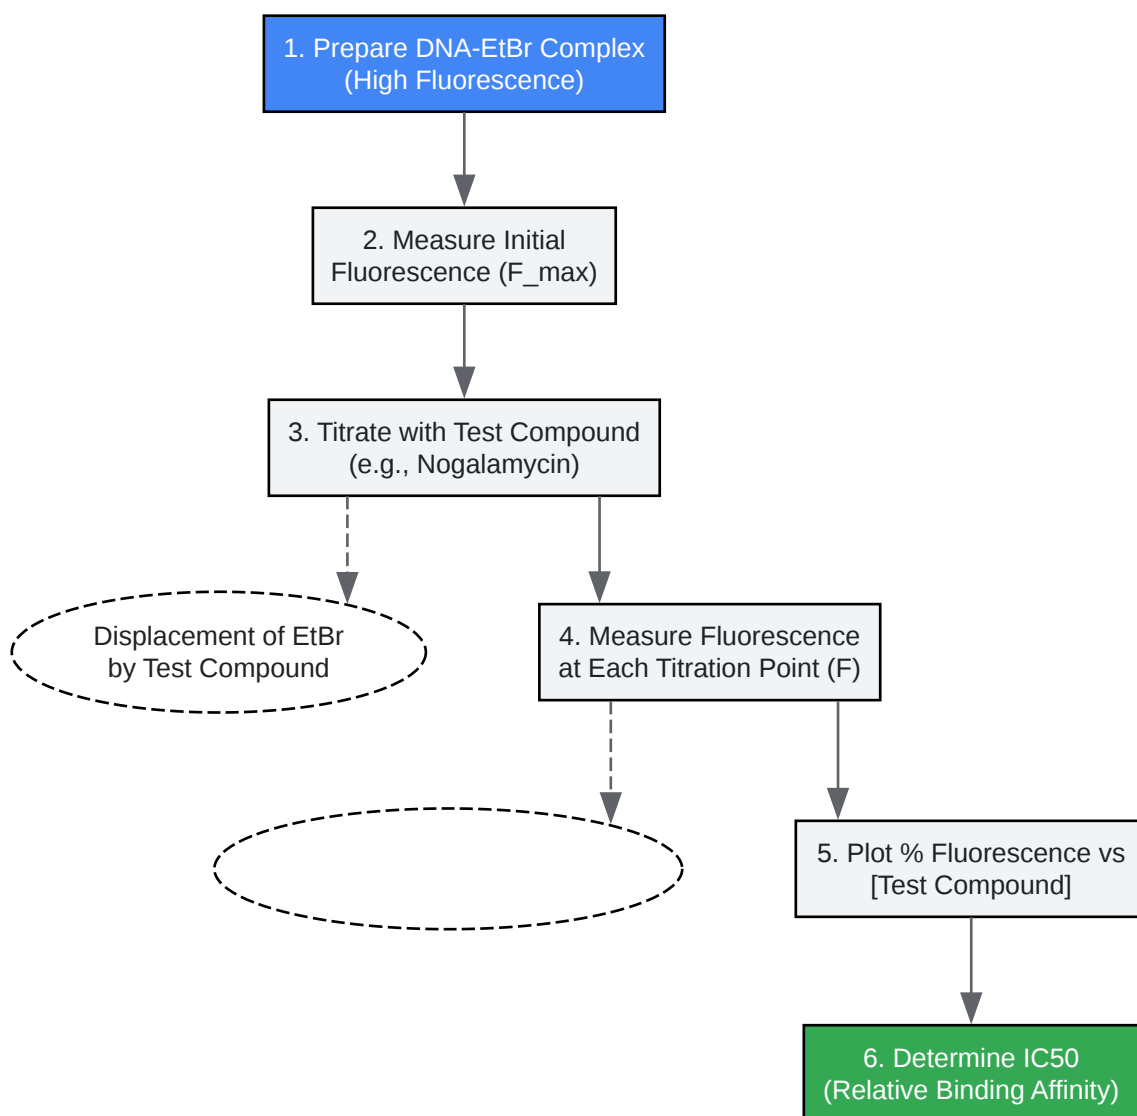 1. Prepare DNA-EtBr Complex
(High Fluorescence)
2. Measure Initial
Fluorescence (F_max)
3. Titrate with Test Compound
(e.g., Nogalamycin)
Displacement of EtBr
by Test Compound
4. Measure Fluorescence
at Each Titration Point (F)
5. Plot % Fluorescence vs
[Test Compound]
6. Determine IC50
(Relative Binding Affinity)